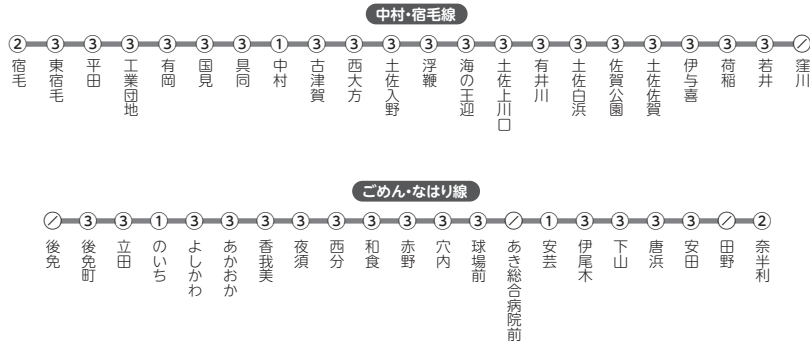 中村・宿毛線
② ③ ③ ③ ③ ③ ③ ① ③ ③ ③ ③ ③ ③ ③ ③ ③ ③ ③ ③ ③ ⊘
宿毛
東宿毛
平田
工業団地
有岡
国見
具同
中村
古津賀
西大方
土佐入野
浮鞭
海の王迎
土佐上川口
有井川
土佐白浜
佐賀公園
土佐佐賀
伊与喜
荷稲
若井
窪川
ごめん・なはり線
⊘ ③ ③ ① ③ ③ ③ ③ ③ ③ ③ ③ ③ ⊘ ① ③ ③ ③ ③ ⊘ ②
後免
後免町
立田
のいち
よしかわ
あかおか
香我美
夜須
西分
和食
赤野
穴内
球場前
あき総合病院前
安芸
伊尾木
下山
唐浜
安田
田野
奈半利